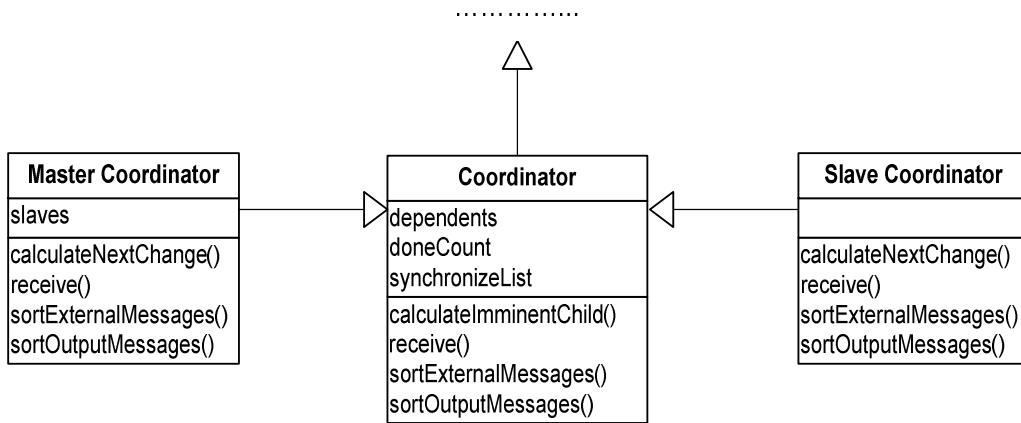 ……………
Master Coordinator
slaves
calculateNextChange()
receive()
sortExternalMessages()
sortOutputMessages()
Coordinator
dependents
doneCount
synchronizeList
calculateImminentChild()
receive()
sortExternalMessages()
sortOutputMessages()
Slave Coordinator
calculateNextChange()
receive()
sortExternalMessages()
sortOutputMessages()